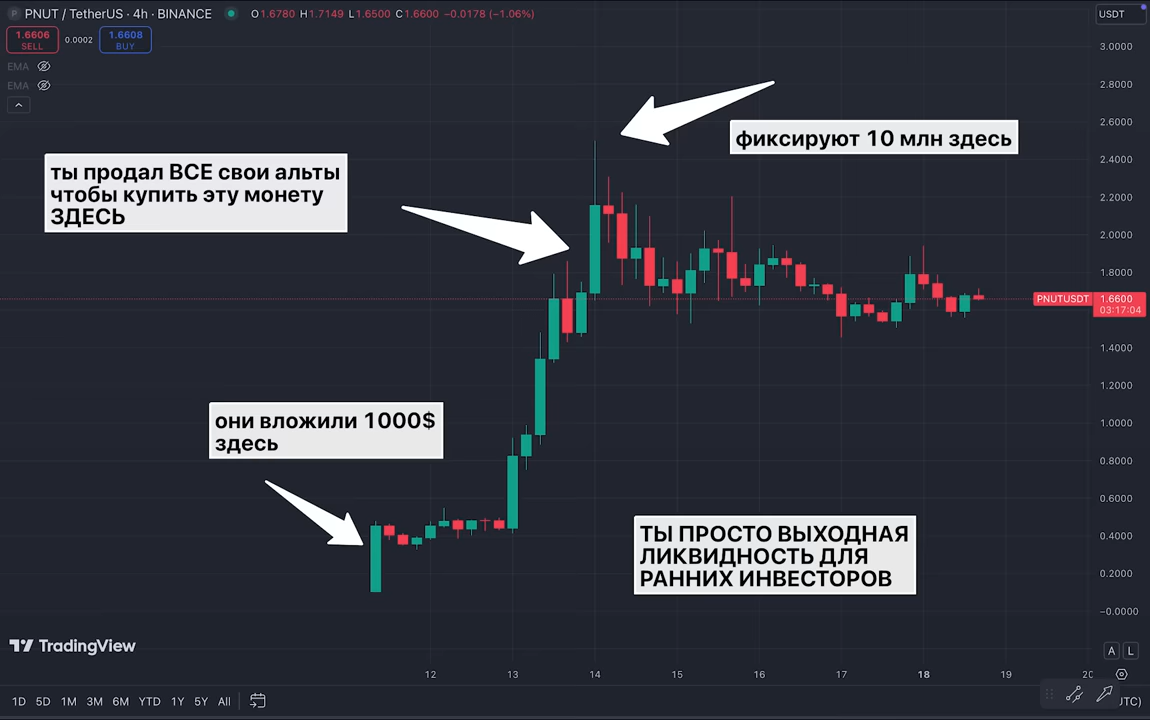 PNUT / TetherUS · 4h · BINANCE O1.6780 H1.7149 L1.6500 C1.6600 −0.0178 (−1.06%)
USDT
1.6606
SELL
0.0002
1.6608
BUY
EMA
EMA
3.0000
2.8000
2.6000
2.4000
2.2000
2.0000
1.8000
PNUTUSDT 1.6600
03:17:04
1.4000
1.2000
1.0000
0.8000
0.6000
0.4000
0.2000
−0.0000
фиксируют 10 млн здесь
ты продал ВСЕ свои альты
чтобы купить эту монету
ЗДЕСЬ
они вложили 1000$
здесь
ТЫ ПРОСТО ВЫХОДНАЯ
ЛИКВИДНОСТЬ ДЛЯ
РАННИХ ИНВЕСТОРОВ
TradingView
A L
12 13 14 15 16 17 18 19
1D 5D 1M 3M 6M YTD 1Y 5Y All